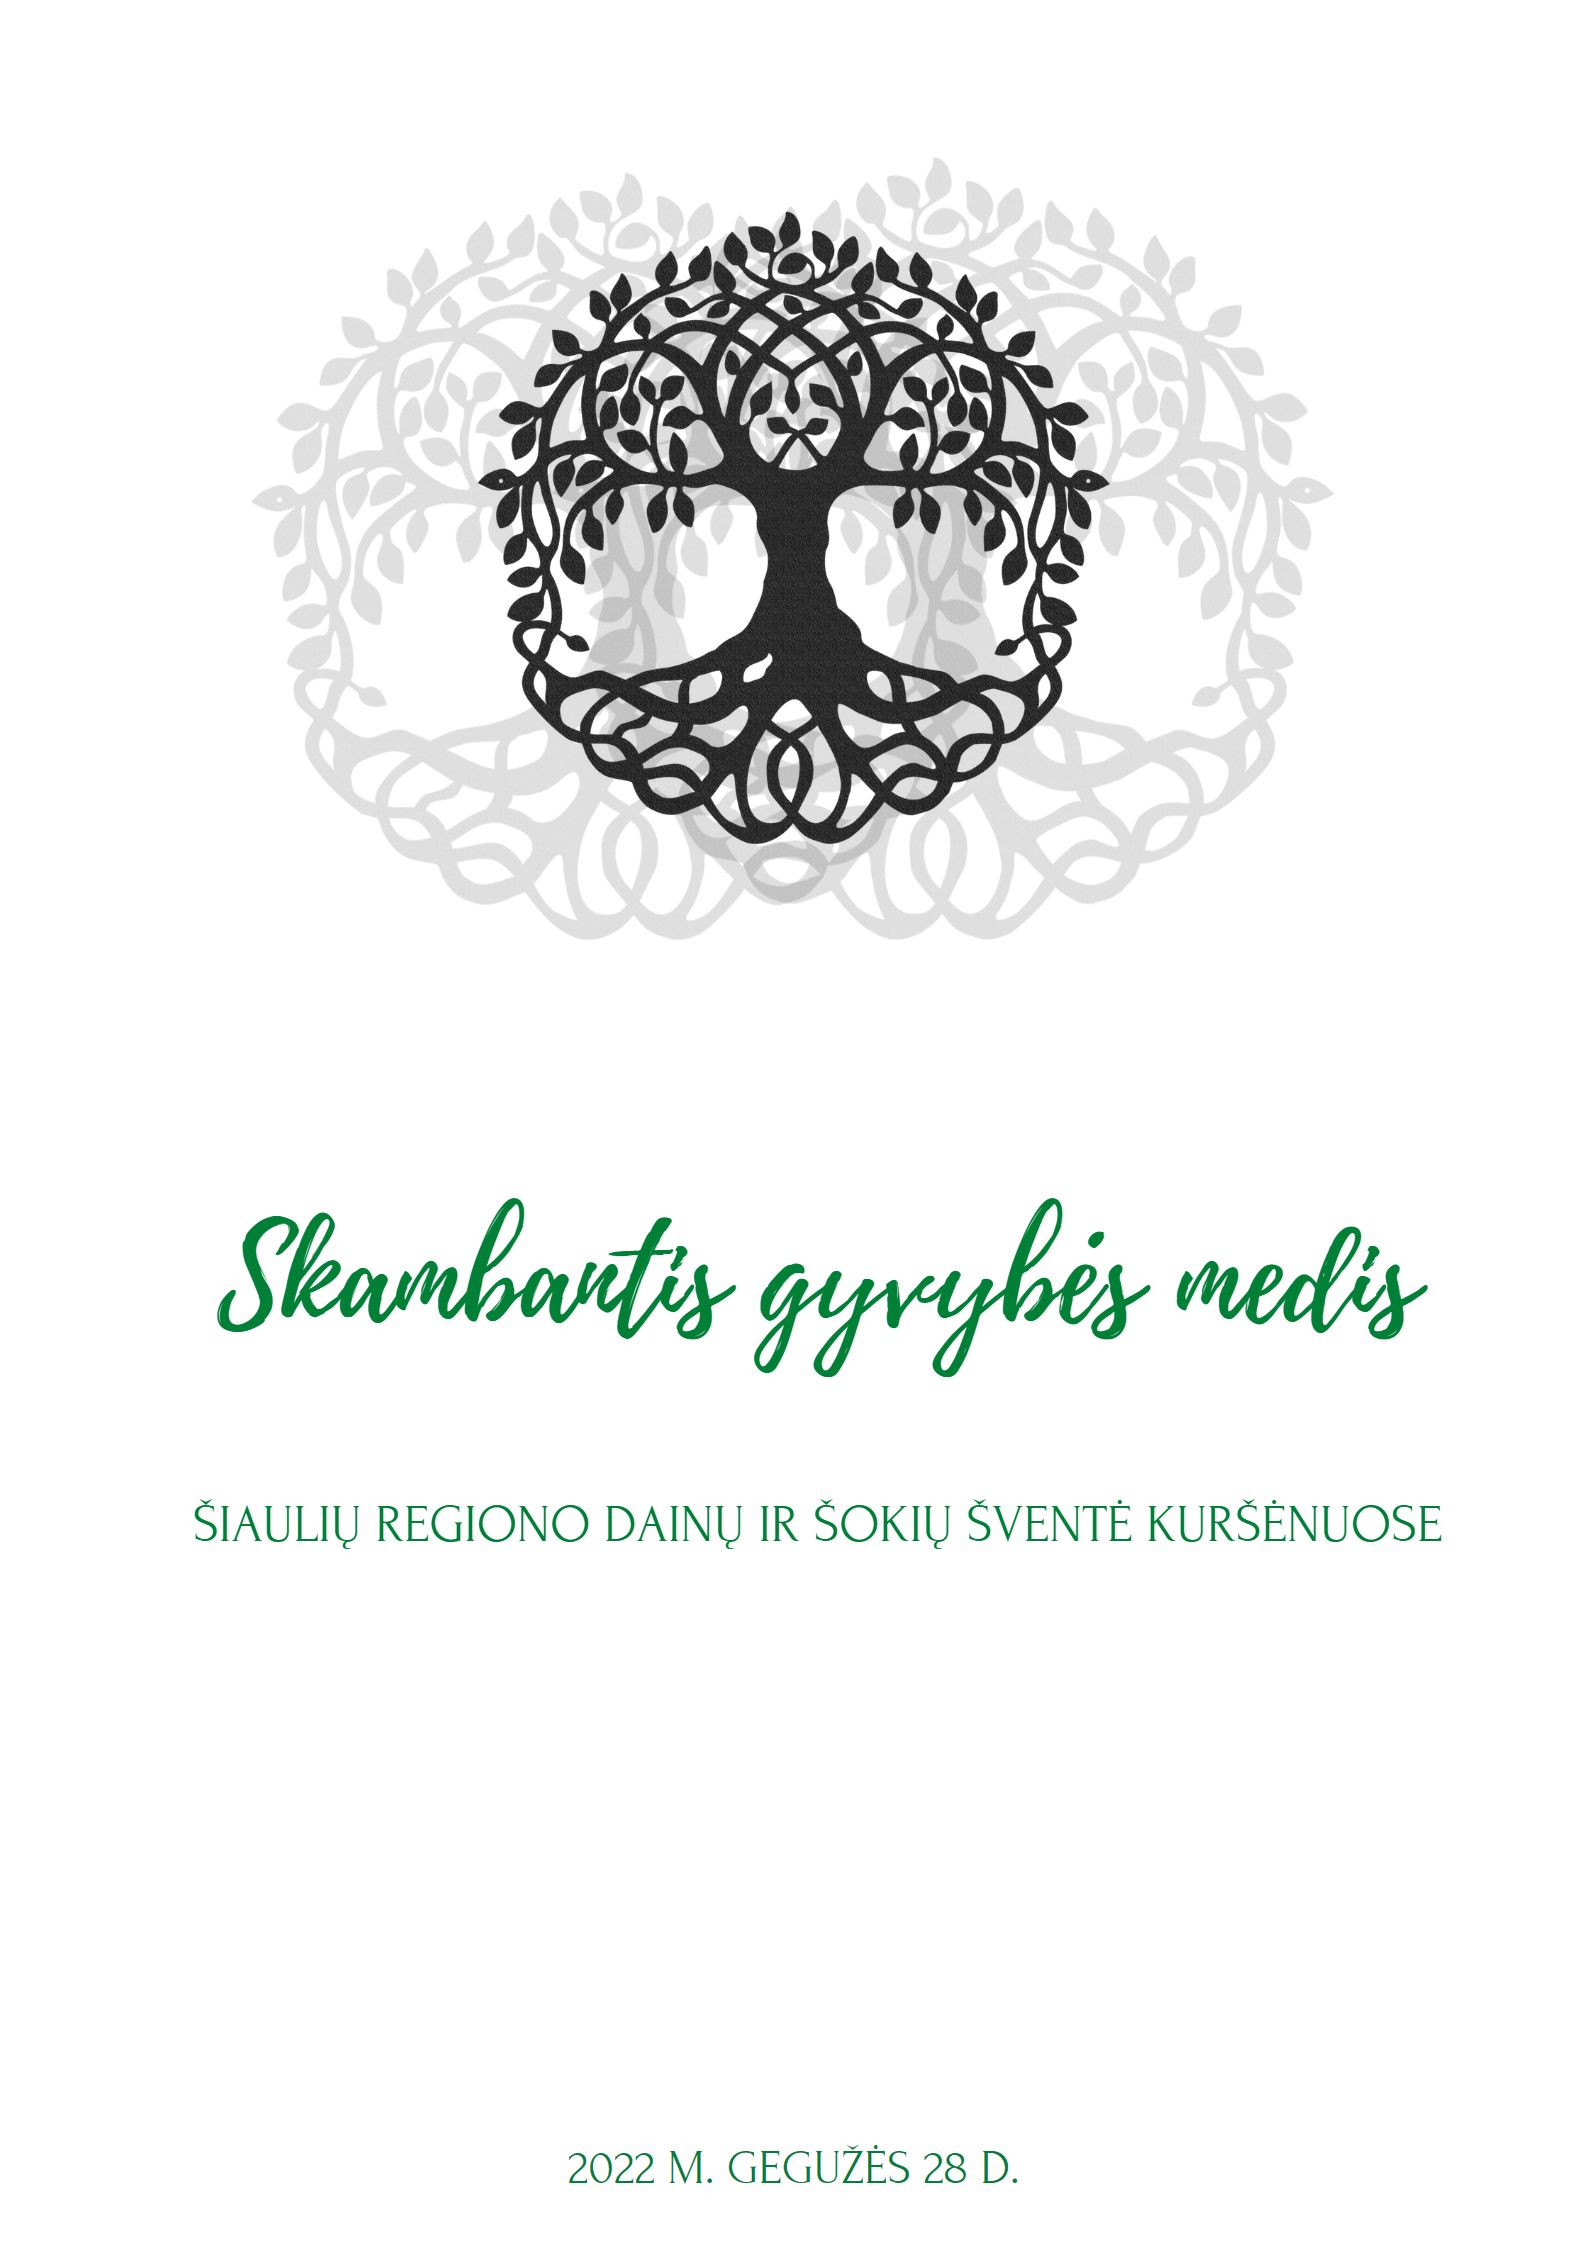 Skambantis gyvybės medis
ŠIAULIŲ REGIONO DAINŲ IR ŠOKIŲ ŠVENTĖ KURŠĖNUOSE
2022 M. GEGUŽĖS 28 D.